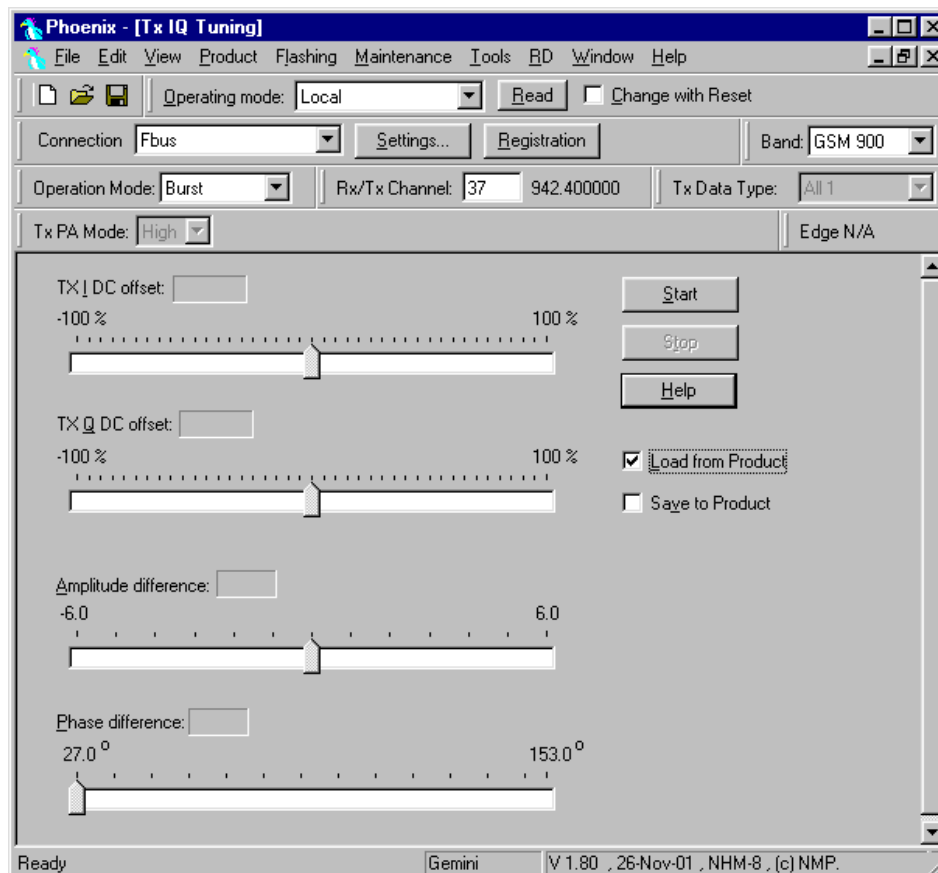 Phoenix - [Tx IQ Tuning]
File Edit View Product Flashing Maintenance Tools RD Window Help
Operating mode: Local Read Change with Reset
Connection Fbus Settings... Registration Band: GSM 900
Operation Mode: Burst Rx/Tx Channel: 37 942.400000 Tx Data Type: All 1
Tx PA Mode: High Edge N/A
TX I DC offset:
-100 % 100 %
Start
Stop
Help
TX Q DC offset:
-100 % 100 %
Load from Product
Save to Product
Amplitude difference:
-6.0 6.0
Phase difference:
27.0° 153.0°
Ready Gemini V 1.80 , 26-Nov-01 , NHM-8 , (c) NMP.